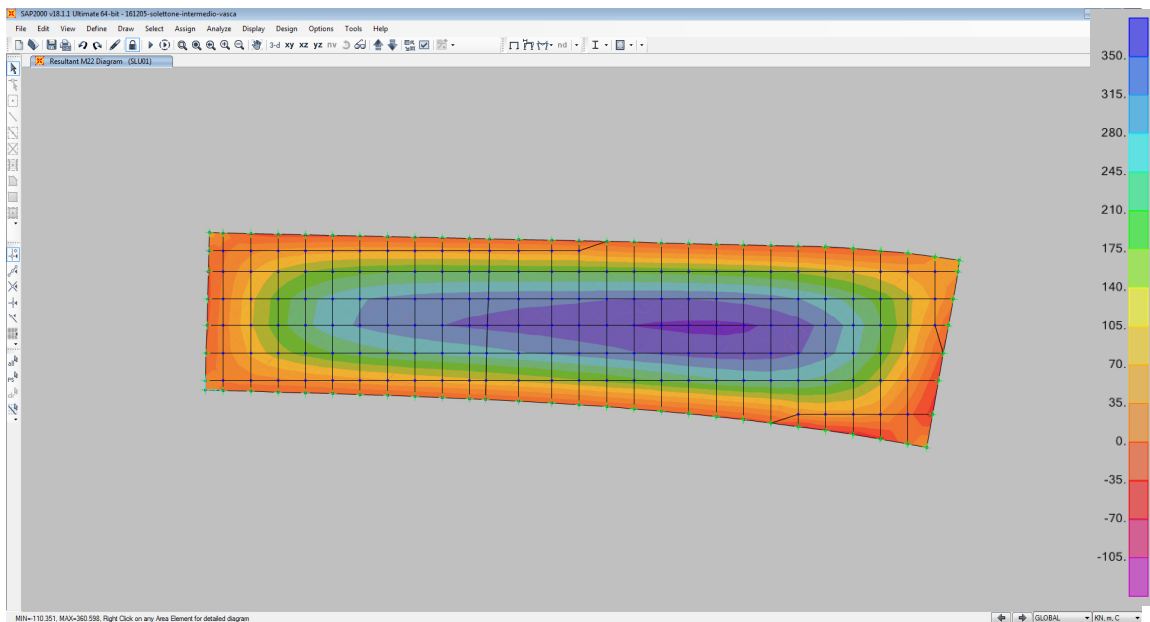 SAP2000 v18.1.1 Ultimate 64-bit - 161205-solettone-intermedio-vasca
File Edit View Define Draw Select Assign Analyze Display Design Options Tools Help
3-d xy xz yz nv nd
Resultant M22 Diagram (SLU01)
350.
315.
280.
245.
210.
175.
140.
105.
70.
35.
0.
-35.
-70.
-105.
MIN=-110.351, MAX=360.598, Right Click on any Area Element for detailed diagram GLOBAL KN, m, C